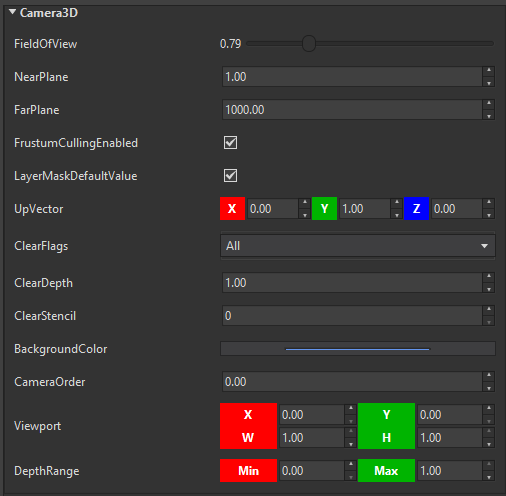 Camera3D
FieldOfView 0.79
NearPlane 1.00
FarPlane 1000.00
FrustumCullingEnabled
LayerMaskDefaultValue
UpVector X 0.00 Y 1.00 Z 0.00
ClearFlags All
ClearDepth 1.00
ClearStencil 0
BackgroundColor
CameraOrder 0.00
Viewport
X 0.00 Y 0.00
W 1.00 H 1.00
DepthRange Min 0.00 Max 1.00